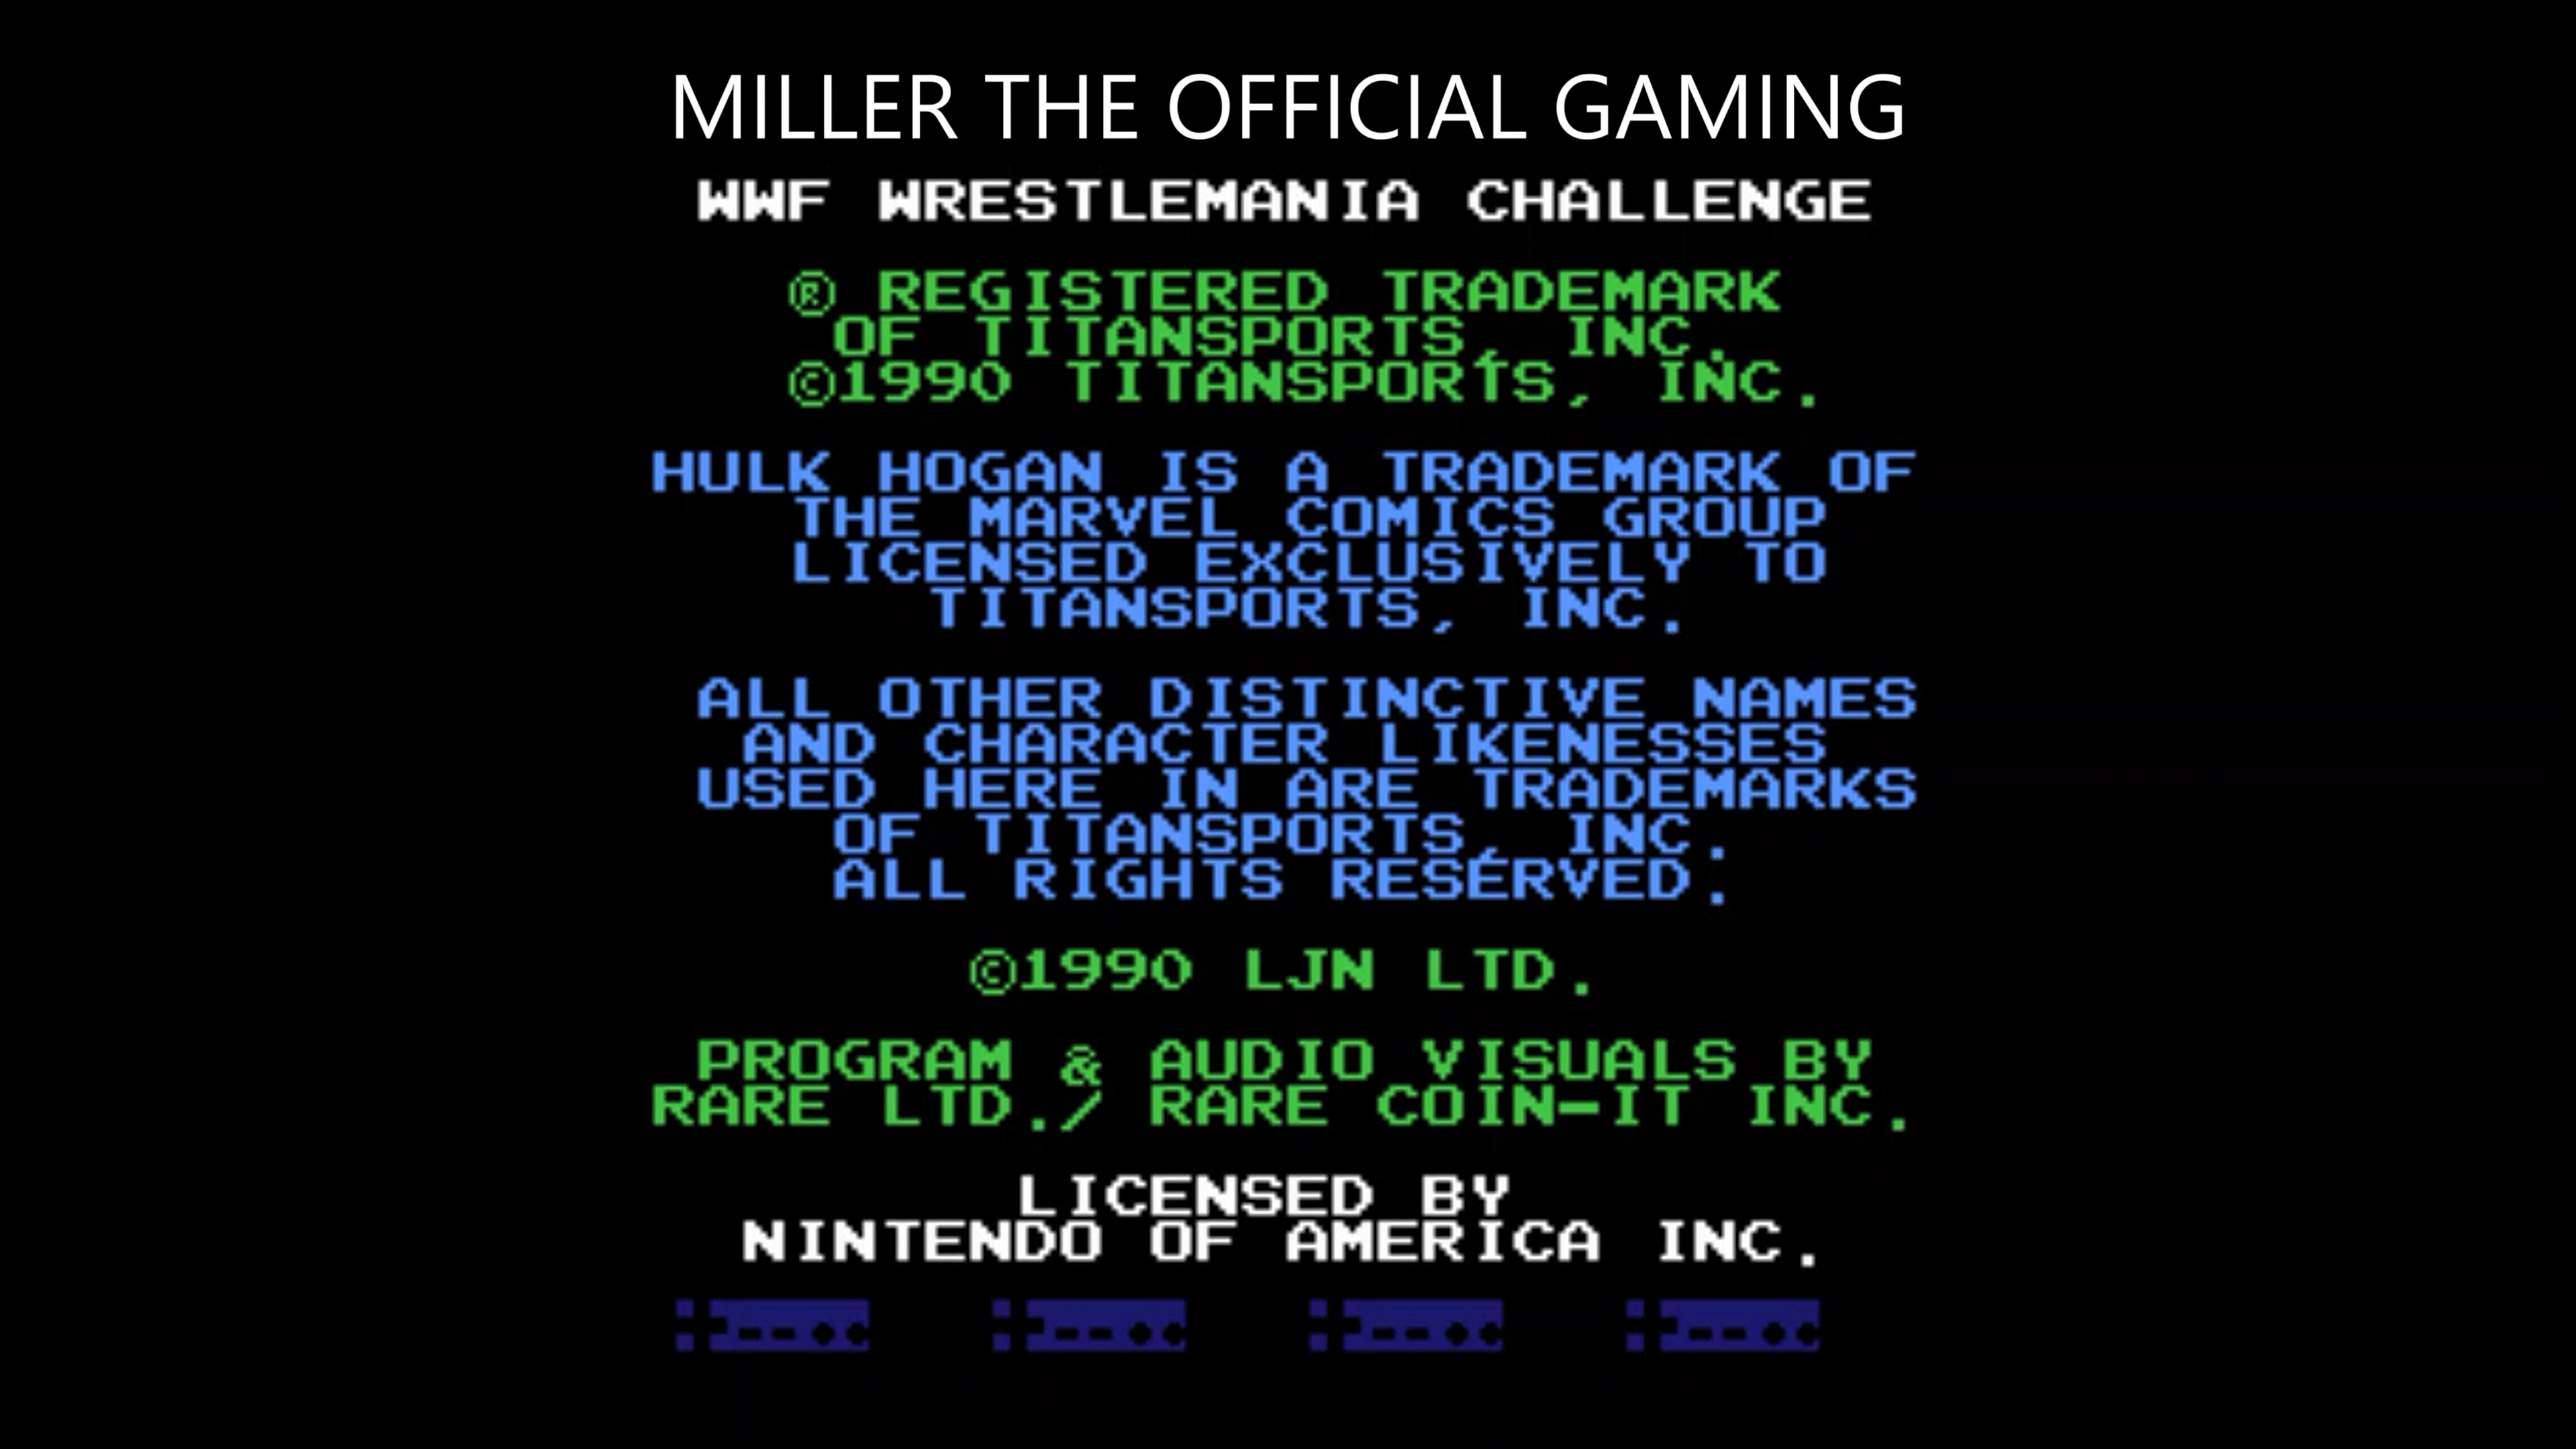 MILLER THE OFFICIAL GAMING
WWF WRESTLEMANIA CHALLENGE
® REGISTERED TRADEMARK
OF TITANSPORTS, INC.
©1990 TITANSPORTS, INC.
HULK HOGAN IS A TRADEMARK OF
THE MARVEL COMICS GROUP
LICENSED EXCLUSIVELY TO
TITANSPORTS, INC.
ALL OTHER DISTINCTIVE NAMES
AND CHARACTER LIKENESSES
USED HERE IN ARE TRADEMARKS
OF TITANSPORTS, INC.
ALL RIGHTS RESERVED.
©1990 LJN LTD.
PROGRAM & AUDIO VISUALS BY
RARE LTD./ RARE COIN-IT INC.
LICENSED BY
NINTENDO OF AMERICA INC.